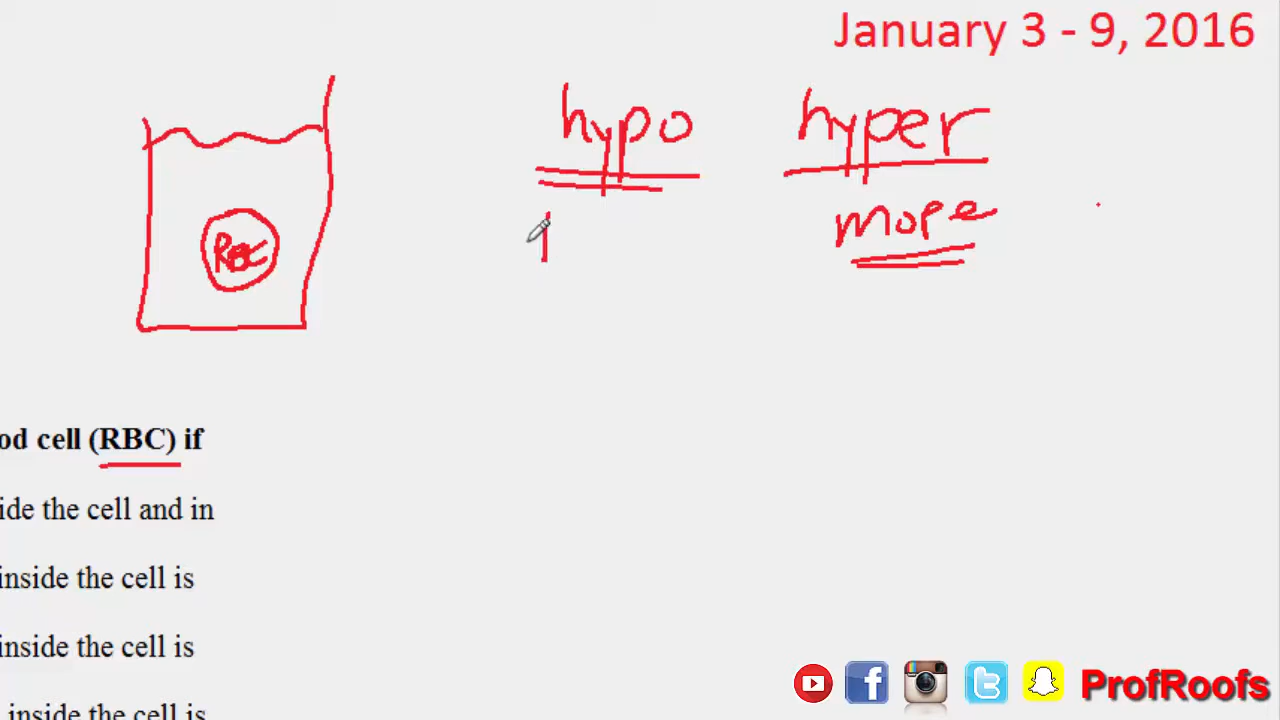 January 3 - 9, 2016
hypo hyper
more
RBC
od cell (RBC) if
ide the cell and in
inside the cell is
inside the cell is
inside the cell is
ProfRoofs